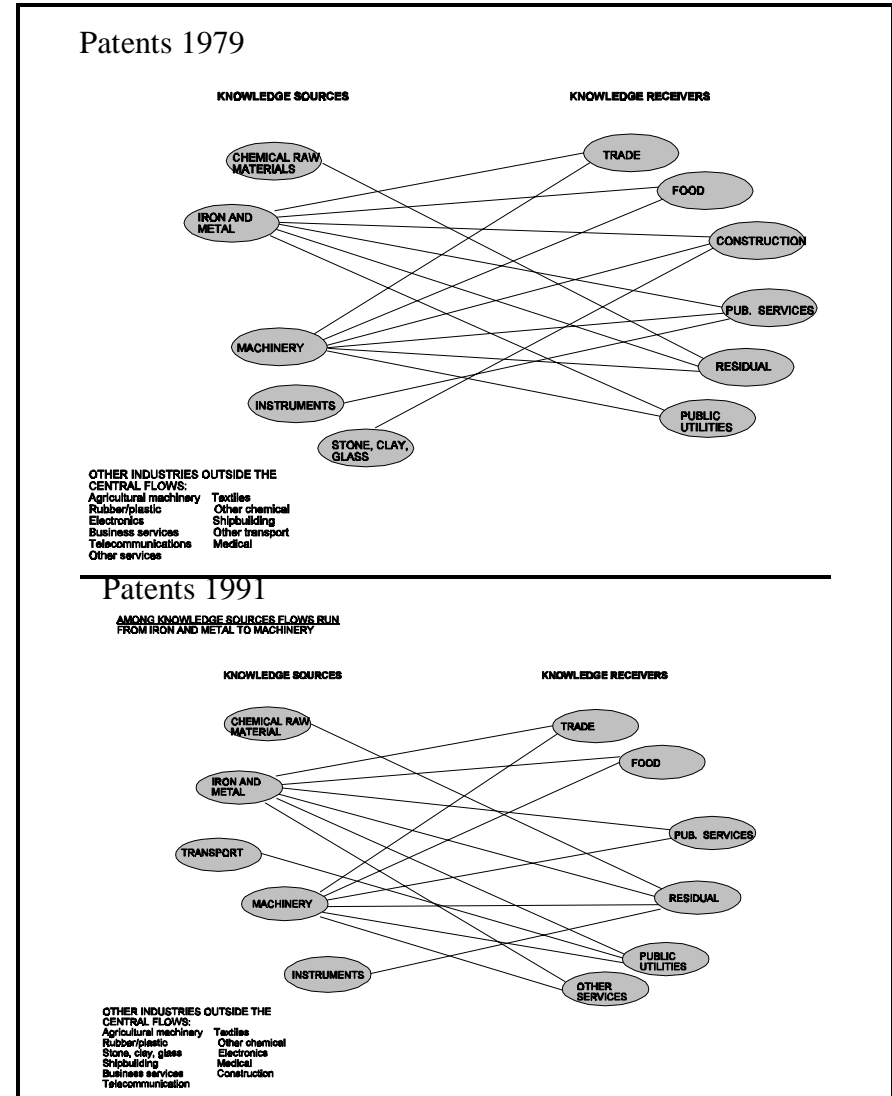 Patents 1979
KNOWLEDGE SOURCES
KNOWLEDGE RECEIVERS
CHEMICAL RAW
MATERIALS
TRADE
FOOD
IRON AND
METAL
CONSTRUCTION
PUB. SERVICES
MACHINERY
RESIDUAL
INSTRUMENTS
PUBLIC
UTILITIES
STONE, CLAY,
GLASS
OTHER INDUSTRIES OUTSIDE THE
CENTRAL FLOWS:
Agricultural machinery Textiles
Rubber/plastic Other chemical
Electronics Shipbuilding
Business services Other transport
Telecommunications Medical
Other services
Patents 1991
AMONG KNOWLEDGE SOURCES FLOWS RUN
FROM IRON AND METAL TO MACHINERY
KNOWLEDGE SOURCES
KNOWLEDGE RECEIVERS
CHEMICAL RAW
MATERIAL
TRADE
FOOD
IRON AND
METAL
PUB. SERVICES
TRANSPORT
MACHINERY
RESIDUAL
PUBLIC
UTILITIES
INSTRUMENTS
OTHER
SERVICES
OTHER INDUSTRIES OUTSIDE THE
CENTRAL FLOWS:
Agricultural machinery Textiles
Rubber/plastic Other chemical
Stone, clay, glass Electronics
Shipbuilding Medical
Business services Construction
Telecommunication